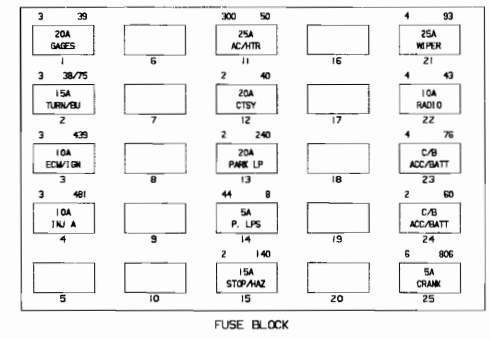 3 39 300 50 4 93
20A 25A 25A
GAGES AC/HTR WIPER
1 6 11 16 21
3 38/75 2 40 4 43
15A 20A 10A
TURN/BU CTSY RADIO
2 7 12 17 22
3 439 2 240 4 76
10A 20A C/B
ECM/IGN PARK LP ACC/BATT
3 8 13 18 23
3 481 44 8 2 60
10A 5A C/B
INJ A P. LPS ACC/BATT
4 9 14 19 24
2 140 6 806
15A 5A
STOP/HAZ CRANK
5 10 15 20 25
FUSE BLOCK